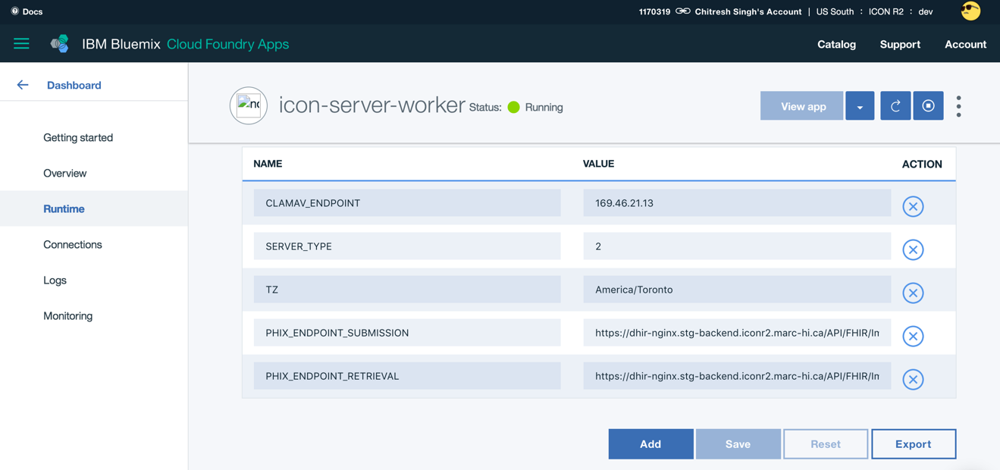 Docs
1170319 Chitresh Singh's Account | US South : ICON R2 : dev
IBM Bluemix Cloud Foundry Apps
Catalog Support Account
Dashboard
Getting started
Overview
Runtime
Connections
Logs
Monitoring
icon-server-worker Status: Running
View app
NAME VALUE ACTION
CLAMAV_ENDPOINT 169.46.21.13
SERVER_TYPE 2
TZ America/Toronto
PHIX_ENDPOINT_SUBMISSION https://dhir-nginx.stg-backend.iconr2.marc-hi.ca/API/FHIR/
PHIX_ENDPOINT_RETRIEVAL https://dhir-nginx.stg-backend.iconr2.marc-hi.ca/API/FHIR/
Add Save Reset Export